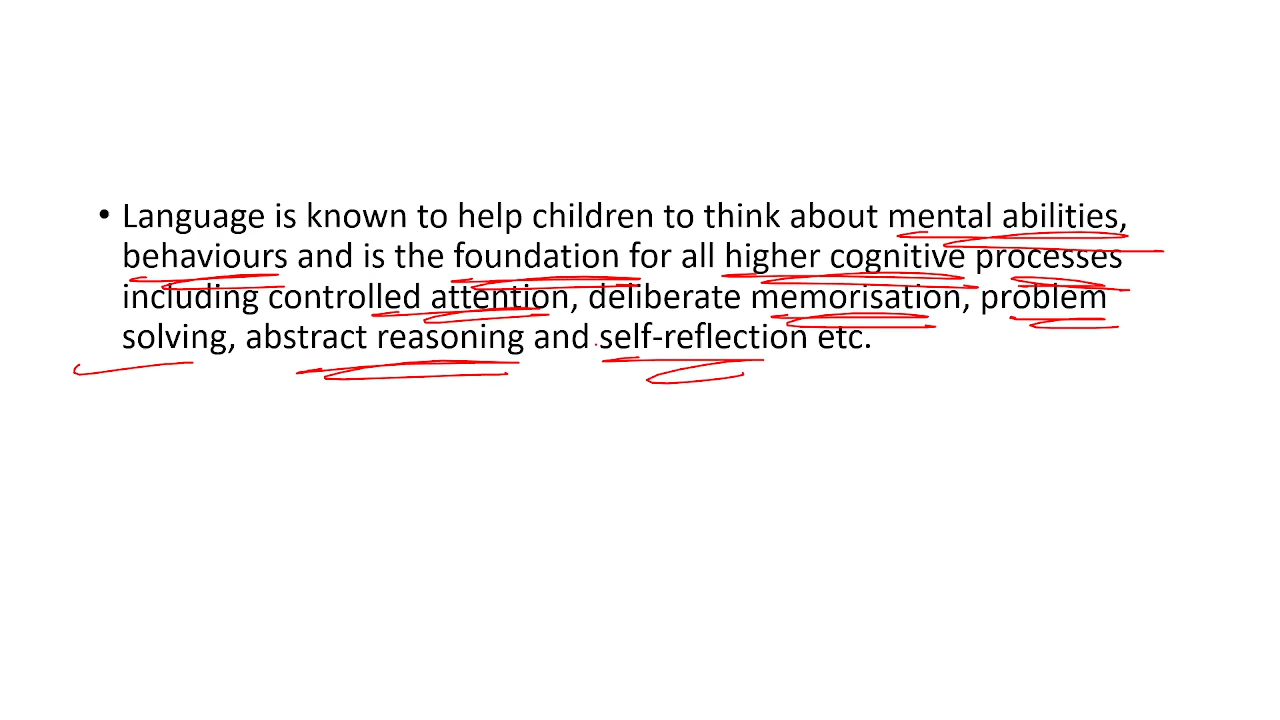 • Language is known to help children to think about mental abilities,
behaviours and is the foundation for all higher cognitive processes
including controlled attention, deliberate memorisation, problem
solving, abstract reasoning and self-reflection etc.